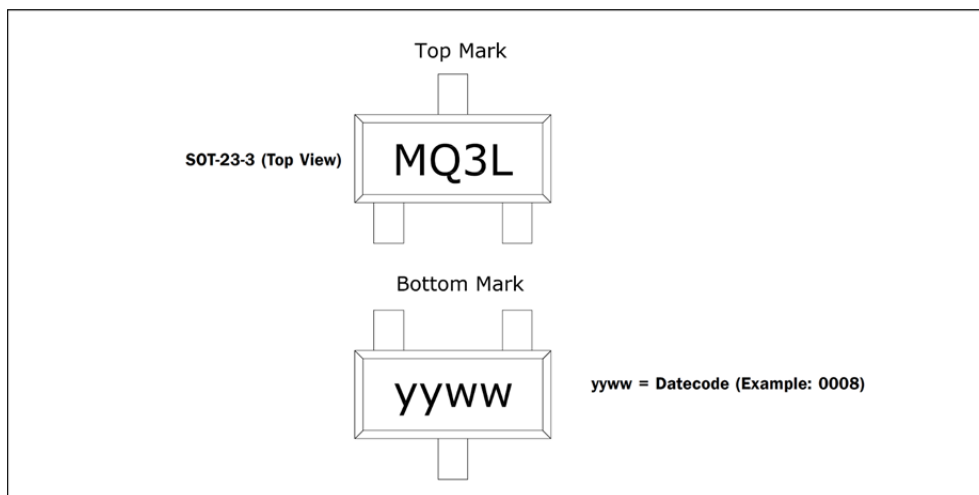 Top Mark
SOT-23-3 (Top View)
MQ3L
Bottom Mark
yyww
yyww = Datecode (Example: 0008)